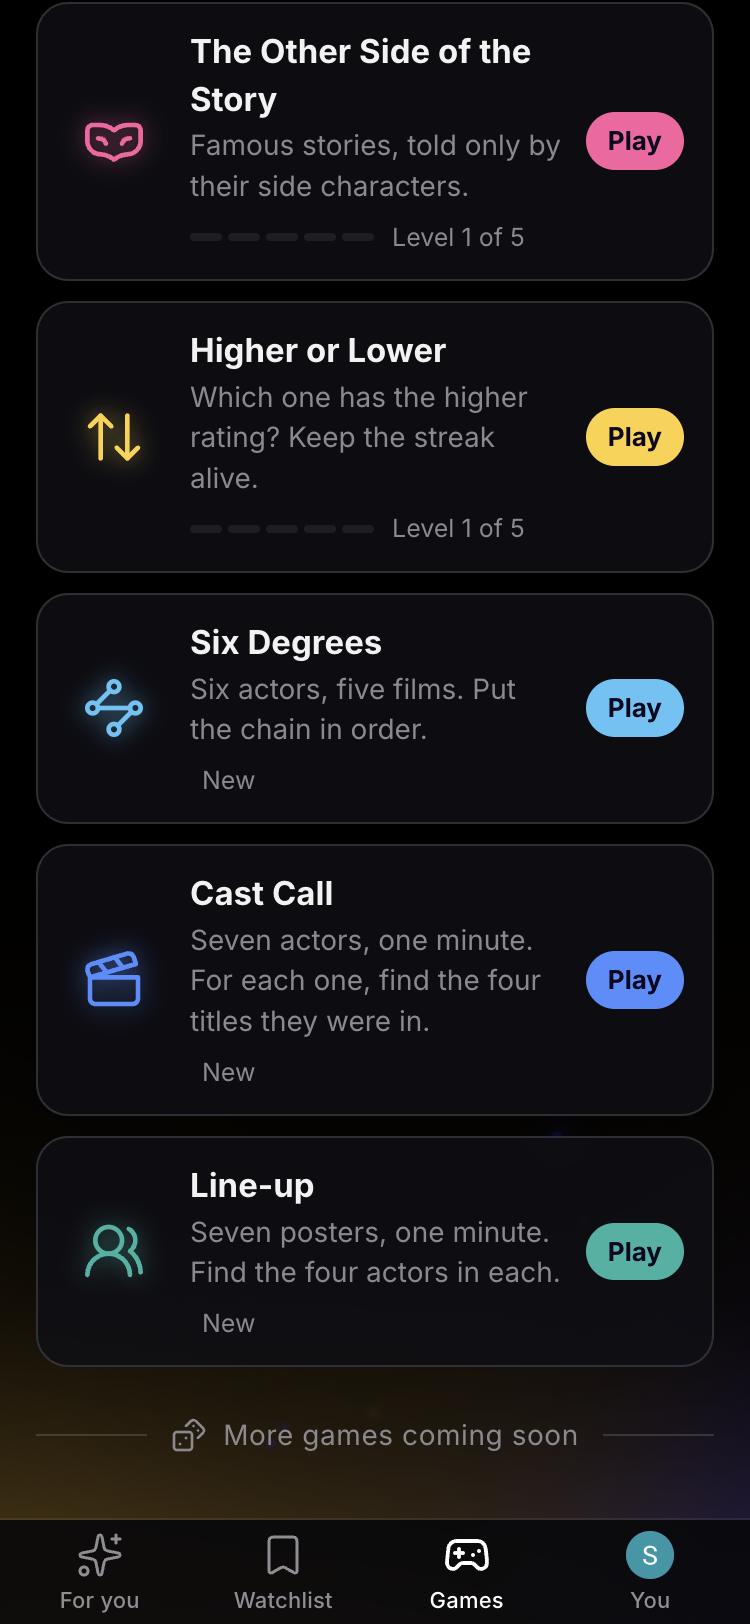 The Other Side of the
Story
Famous stories, told only by
their side characters.
Level 1 of 5
Play
Higher or Lower
Which one has the higher
rating? Keep the streak
alive.
Level 1 of 5
Play
Six Degrees
Six actors, five films. Put
the chain in order.
New
Play
Cast Call
Seven actors, one minute.
For each one, find the four
titles they were in.
New
Play
Line-up
Seven posters, one minute.
Find the four actors in each.
New
Play
More games coming soon
For you
Watchlist
Games
S
You